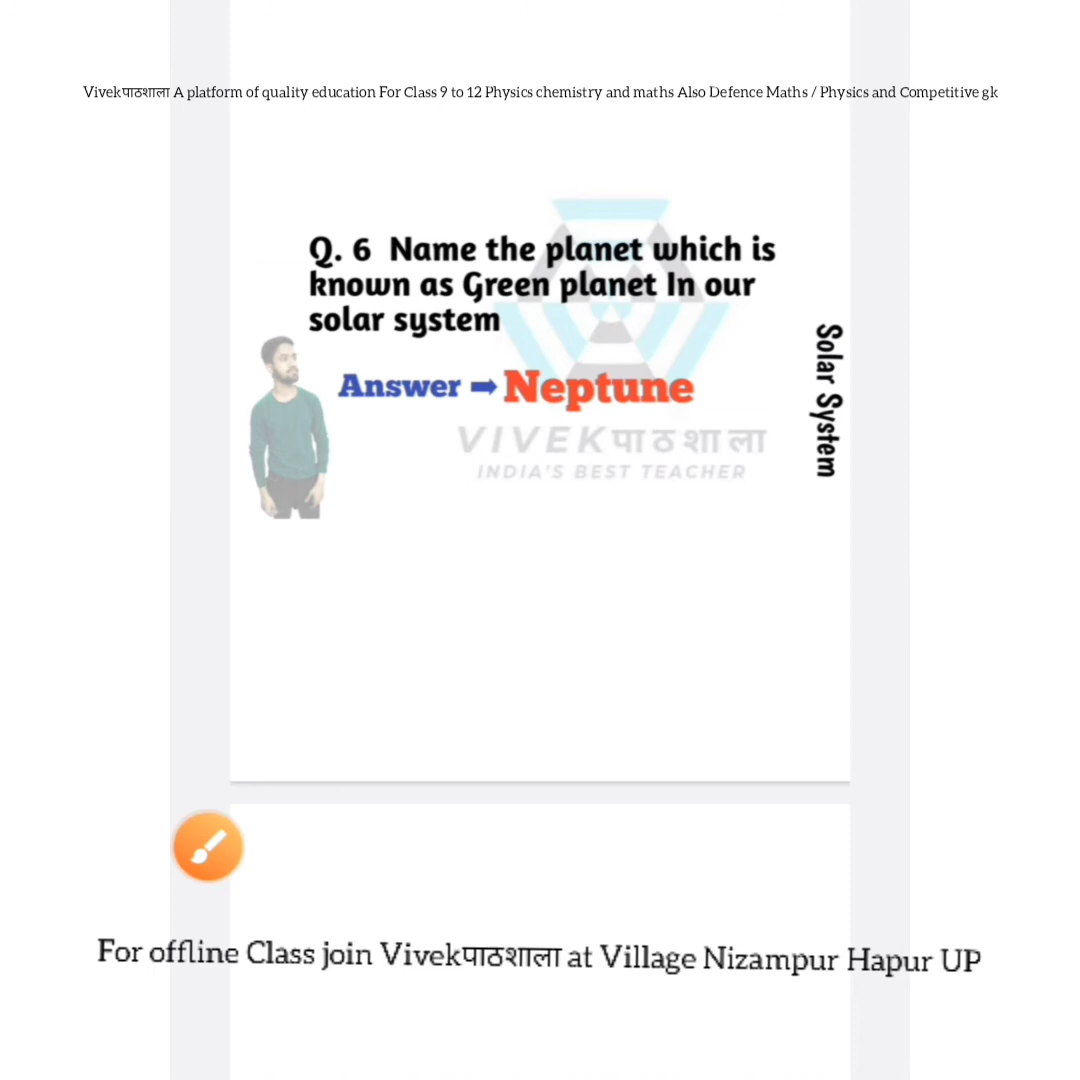 Vivekपाठशाला A platform of quality education For Class 9 to 12 Physics chemistry and maths Also Defence Maths / Physics and Competitive gk
Q. 6 Name the planet which is
known as Green planet In our
solar system
Answer ➡ Neptune
Solar System
VIVEKपाठशाला
INDIA'S BEST TEACHER
For offline Class join Vivekपाठशाला at Village Nizampur Hapur UP